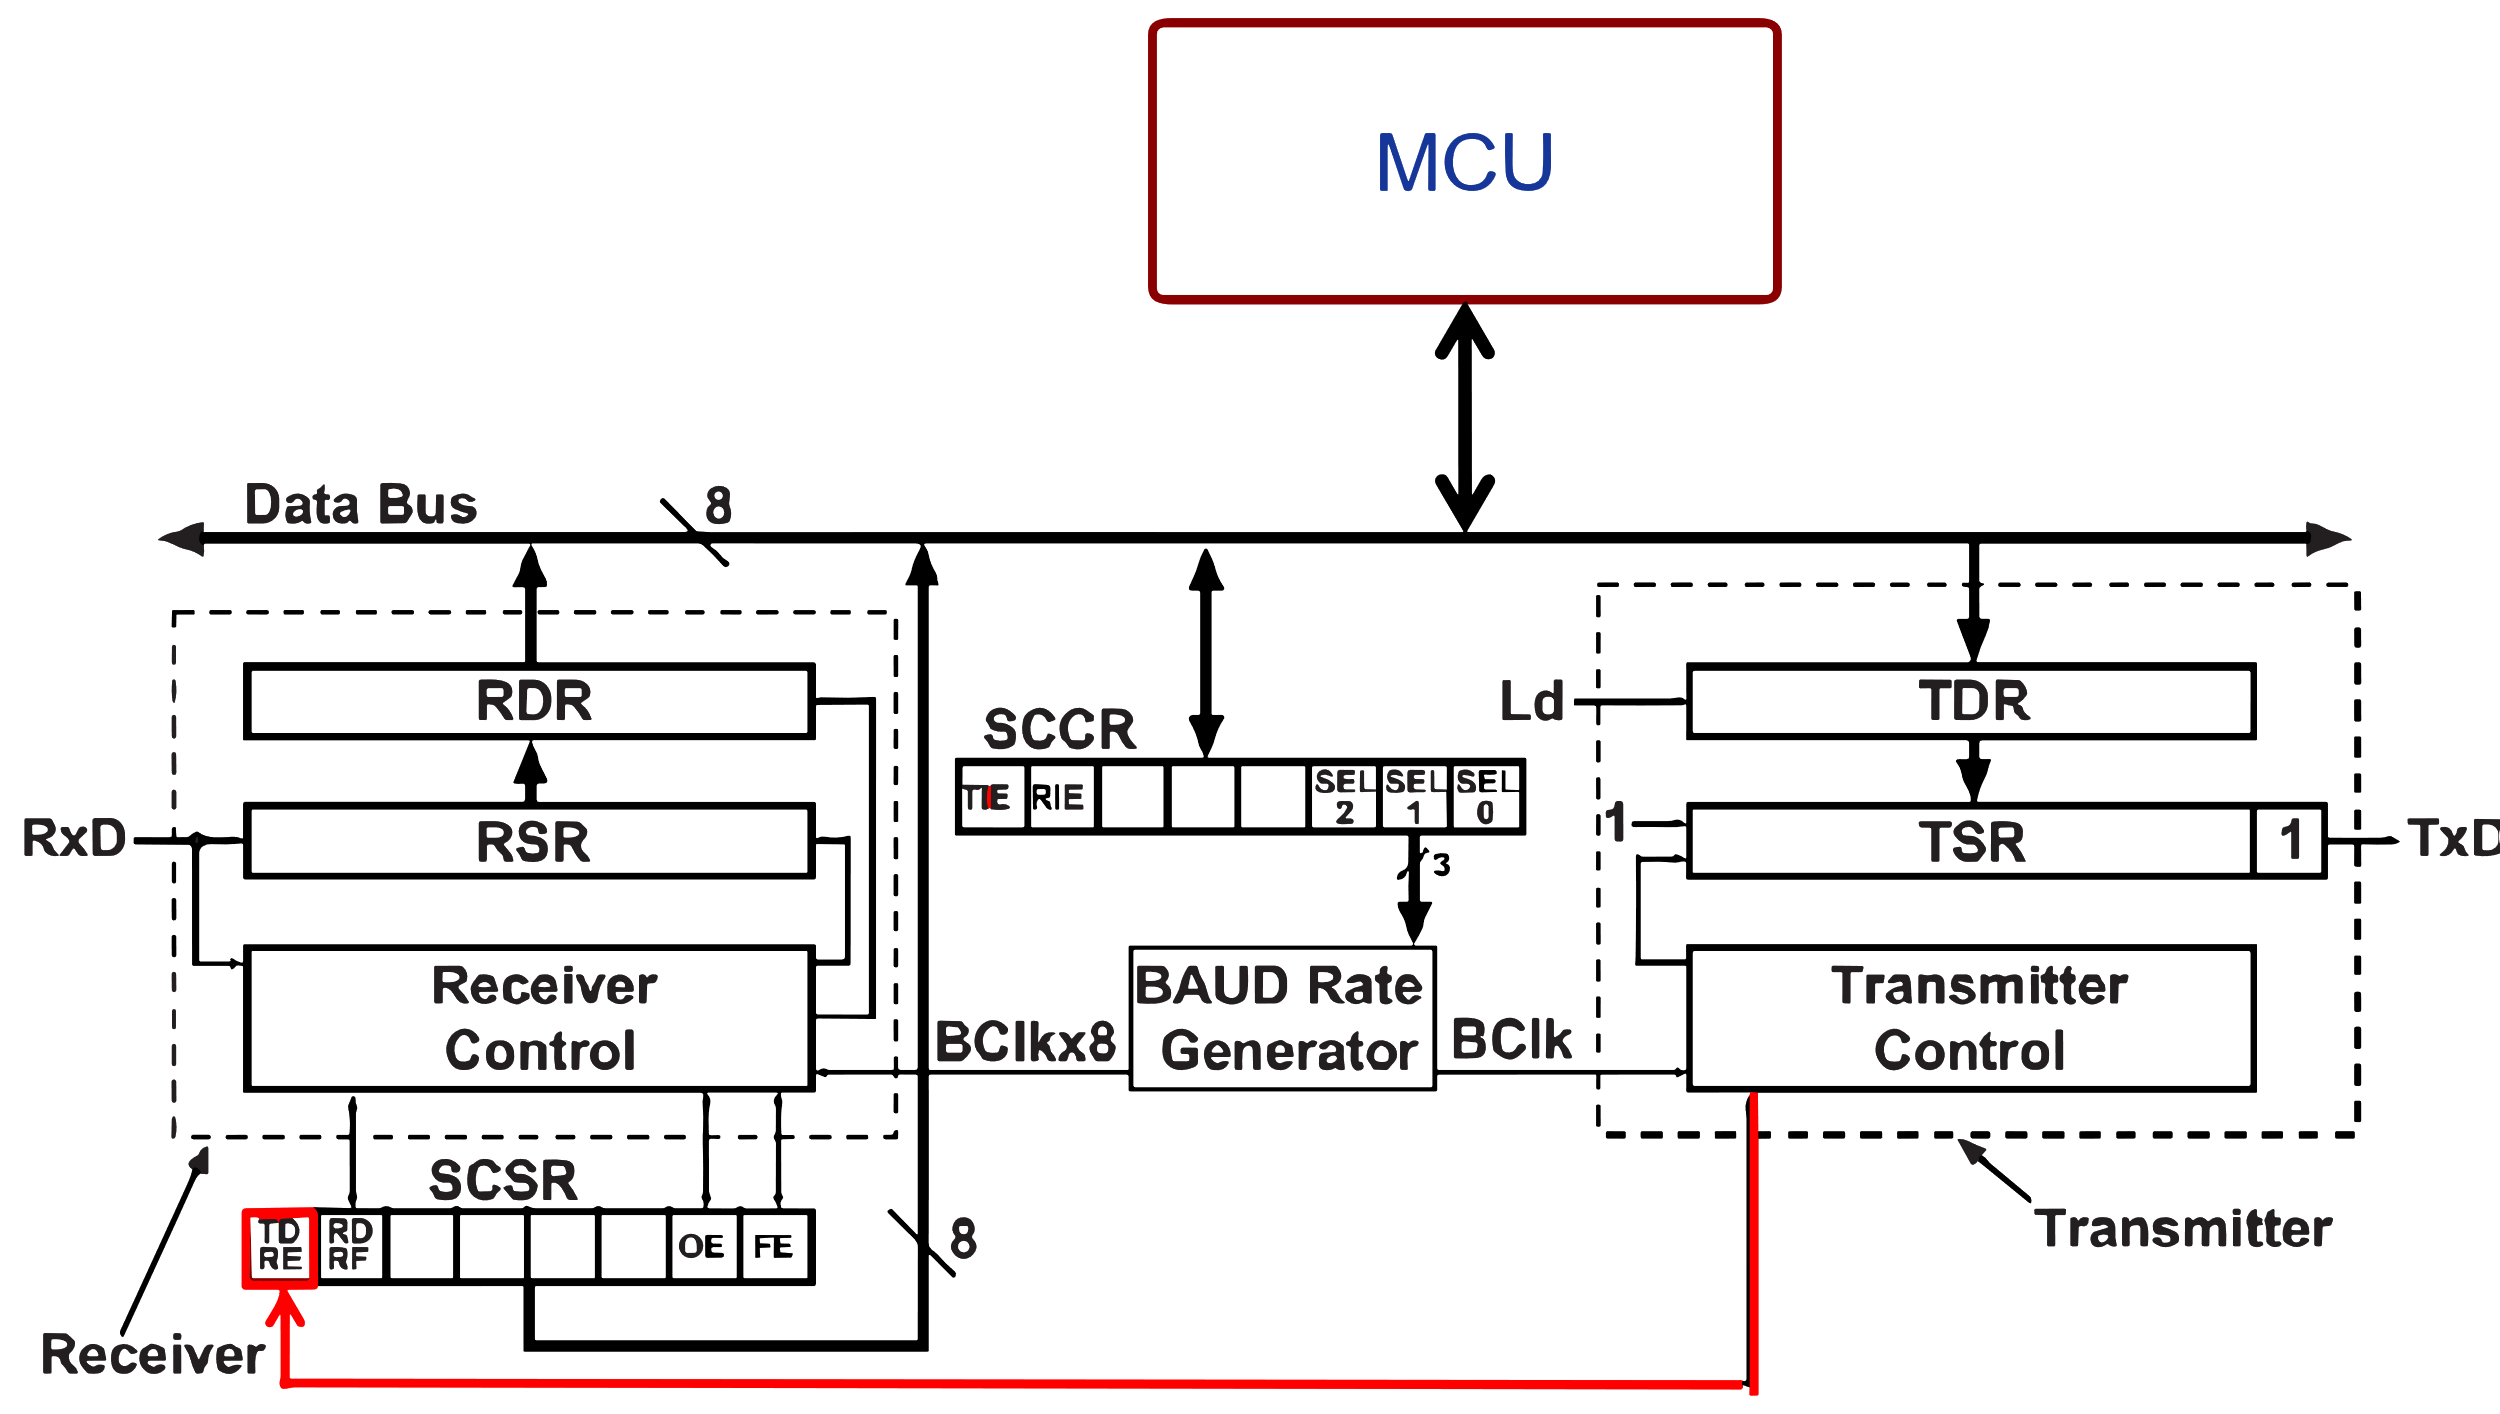 MCU
Data Bus
8
RDR
Ld
TDR
SCCR
TIE
RIE
SEL
2
SEL
1
SEL
0
RxD
RSR
3
1
TSR
1
TxD
Receiver
Control
BClkx8
BAUD Rate
Generator
BClk
Transmitter
Control
SCSR
TD
RE
RD
RF
OE
FE
8
Transmitter
Receiver